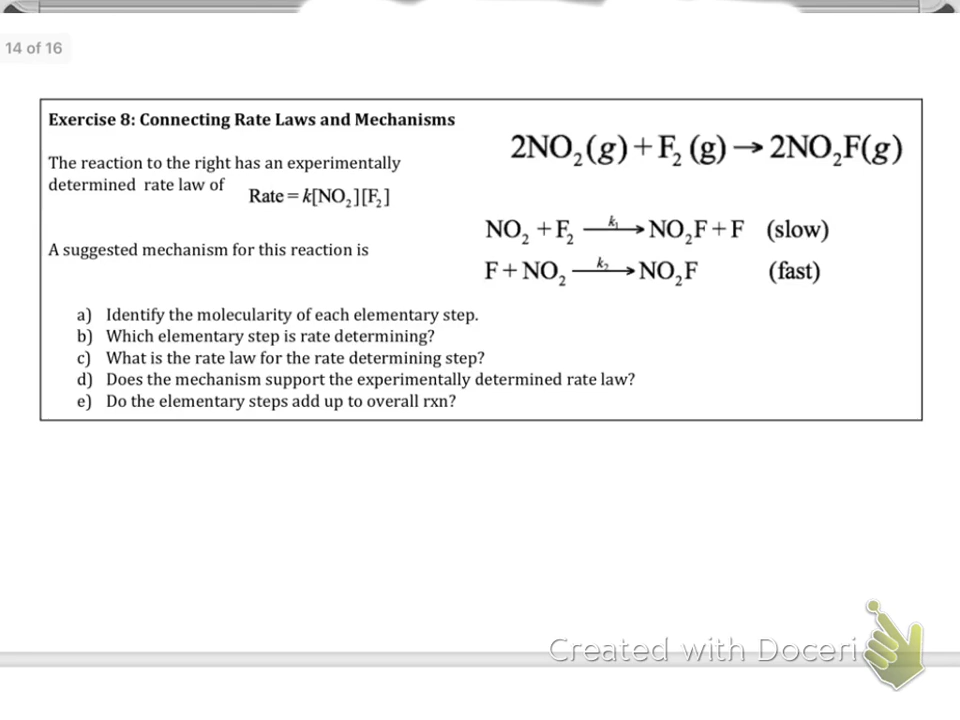 14 of 16
Exercise 8: Connecting Rate Laws and Mechanisms
2NO₂(g) + F₂ (g) → 2NO₂F(g)
The reaction to the right has an experimentally
determined rate law of
Rate = k[NO₂][F₂]
NO₂ + F₂ —k₁→ NO₂F + F (slow)
A suggested mechanism for this reaction is
F + NO₂ —k₂→ NO₂F (fast)
a) Identify the molecularity of each elementary step.
b) Which elementary step is rate determining?
c) What is the rate law for the rate determining step?
d) Does the mechanism support the experimentally determined rate law?
e) Do the elementary steps add up to overall rxn?
Created with Doceri